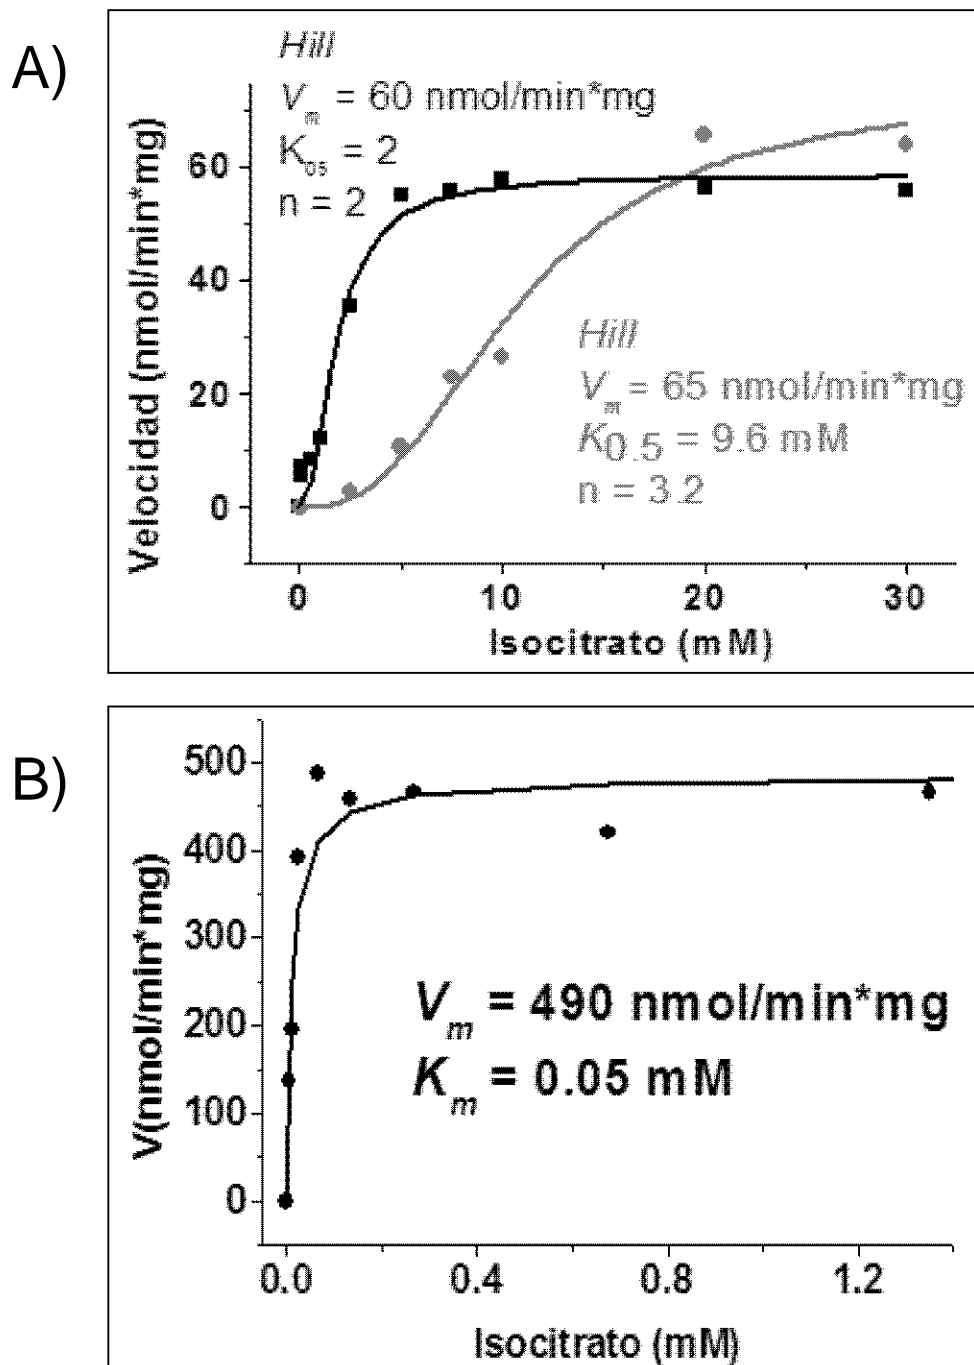 A)
Hill
Vm = 60 nmol/min*mg
K05 = 2
n = 2
Hill
Vm = 65 nmol/min*mg
K0.5 = 9.6 mM
n = 3.2
Velocidad (nmol/min*mg)
60
40
20
0
0 10 20 30
Isocitrato (mM)
B)
V(nmol/min*mg)
500
400
300
200
100
0
Vm = 490 nmol/min*mg
Km = 0.05 mM
0.0 0.4 0.8 1.2
Isocitrato (mM)